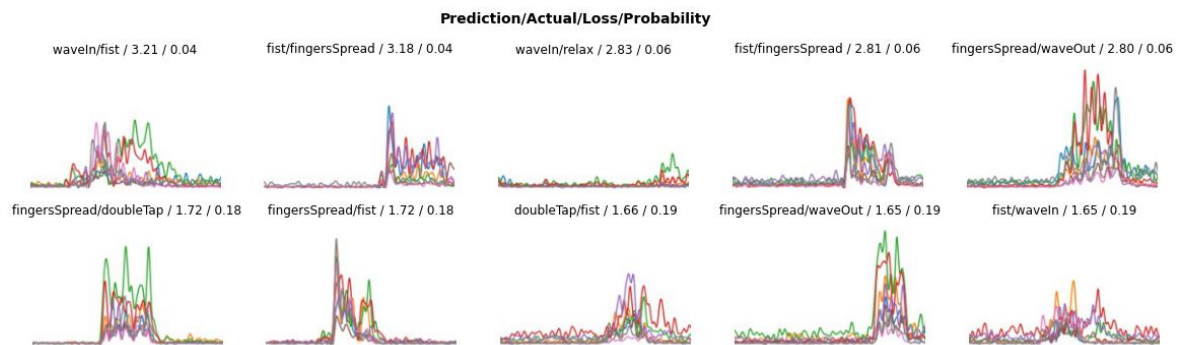 Prediction/Actual/Loss/Probability
waveIn/fist / 3.21 / 0.04
fist/fingersSpread / 3.18 / 0.04
waveIn/relax / 2.83 / 0.06
fist/fingersSpread / 2.81 / 0.06
fingersSpread/waveOut / 2.80 / 0.06
fingersSpread/doubleTap / 1.72 / 0.18
fingersSpread/fist / 1.72 / 0.18
doubleTap/fist / 1.66 / 0.19
fingersSpread/waveOut / 1.65 / 0.19
fist/waveIn / 1.65 / 0.19